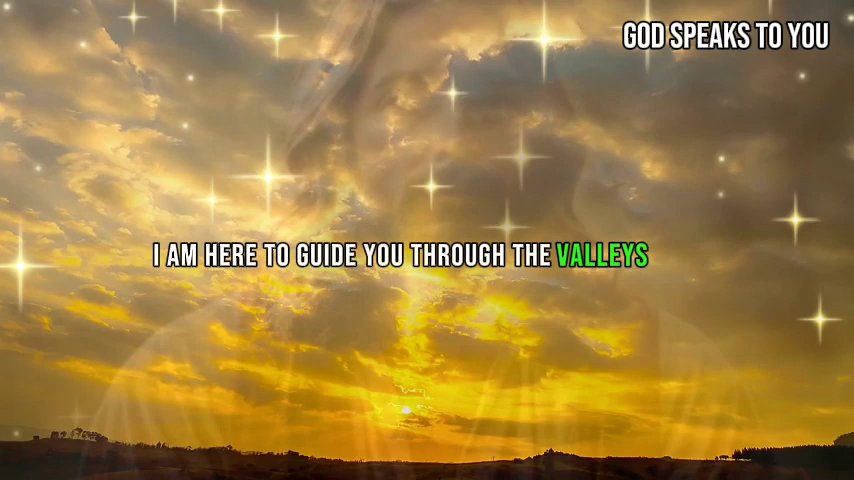 GOD SPEAKS TO YOU
I AM HERE TO GUIDE YOU THROUGH THE VALLEYS